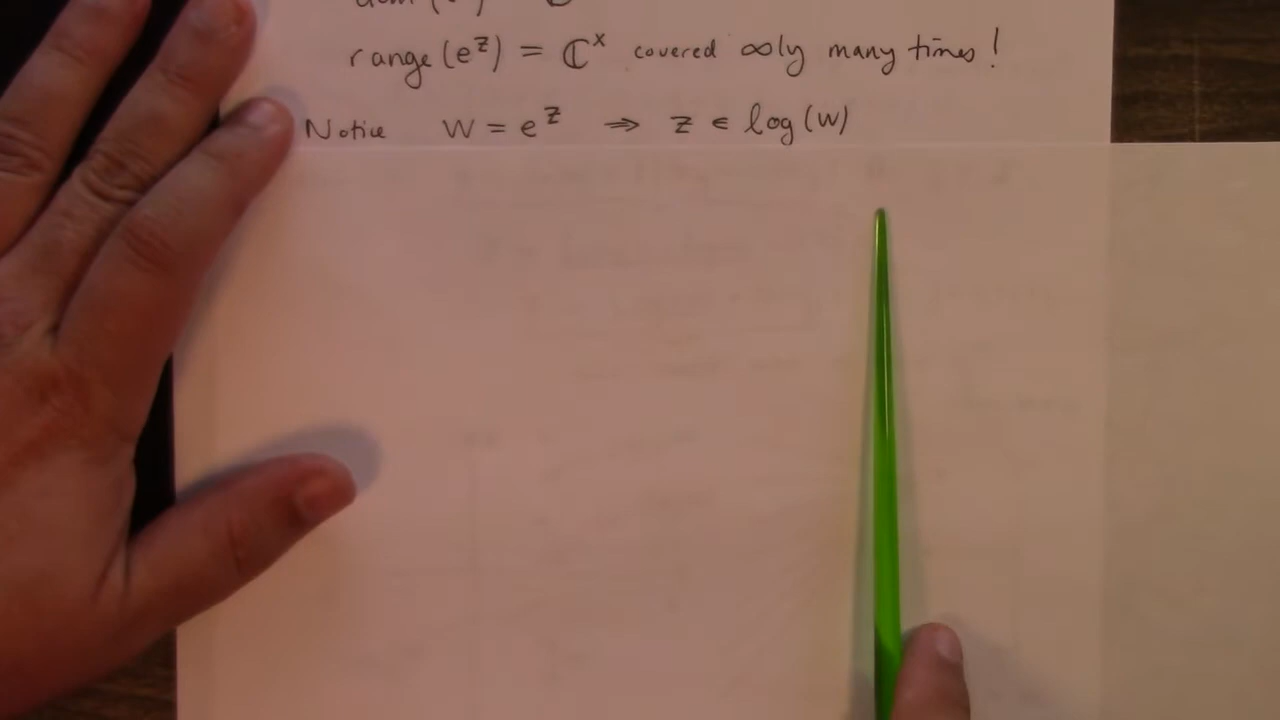 range(e^z) = ℂ^× covered ∞ly many times!
Notice w = e^z ⇒ z ∈ log(w)